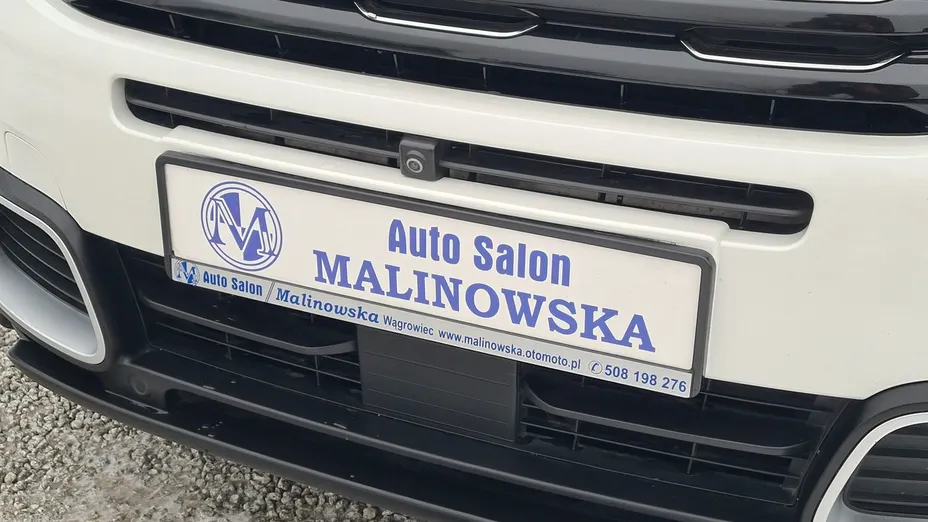 Auto Salon
MALINOWSKA
Auto Salon / Malinowska Wągrowiec www.malinowska.otomoto.pl ✆508 198 276